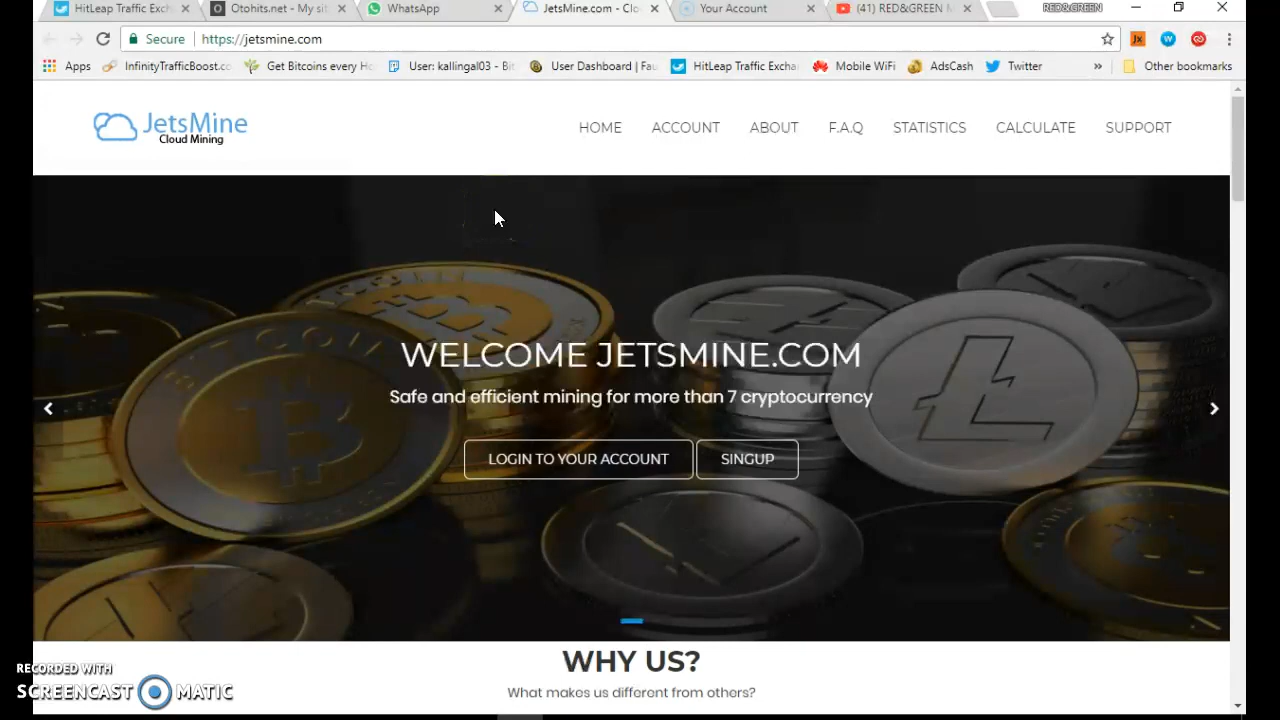 HitLeap Traffic Exch
Otohits.net - My si
WhatsApp
JetsMine.com - Clo
Your Account
(41) RED&GREEN
RED&GREEN
Secure
https://jetsmine.com
Jx
W
Apps
InfinityTrafficBoost.c
Get Bitcoins every H
User: kallingal03 - Bi
User Dashboard | Fau
HitLeap Traffic Excha
Mobile WiFi
AdsCash
Twitter
»
Other bookmarks
JetsMine
Cloud Mining
HOME
ACCOUNT
ABOUT
F.A.Q
STATISTICS
CALCULATE
SUPPORT
WELCOME JETSMINE.COM
Safe and efficient mining for more than 7 cryptocurrency
LOGIN TO YOUR ACCOUNT
SINGUP
WHY US?
What makes us different from others?
RECORDED WITH
SCREENCAST MATIC